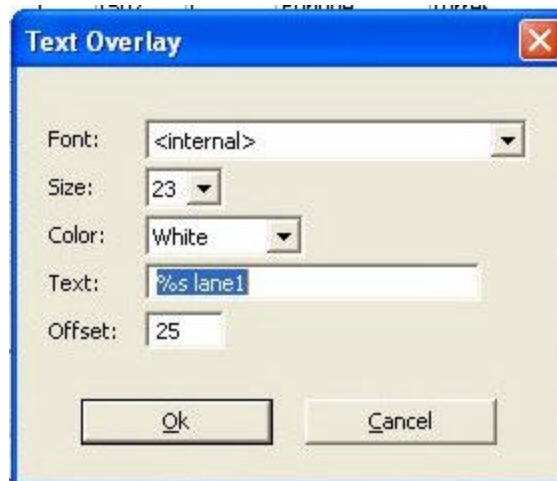 Text Overlay
Font: <internal>
Size: 23
Color: White
Text: %s lane1
Offset: 25
Ok Cancel